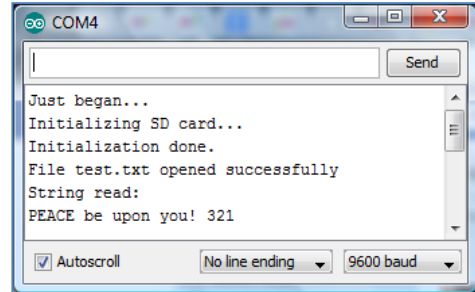 COM4
Send
Just began...
Initializing SD card...
Initialization done.
File test.txt opened successfully
String read:
PEACE be upon you! 321
Autoscroll No line ending 9600 baud